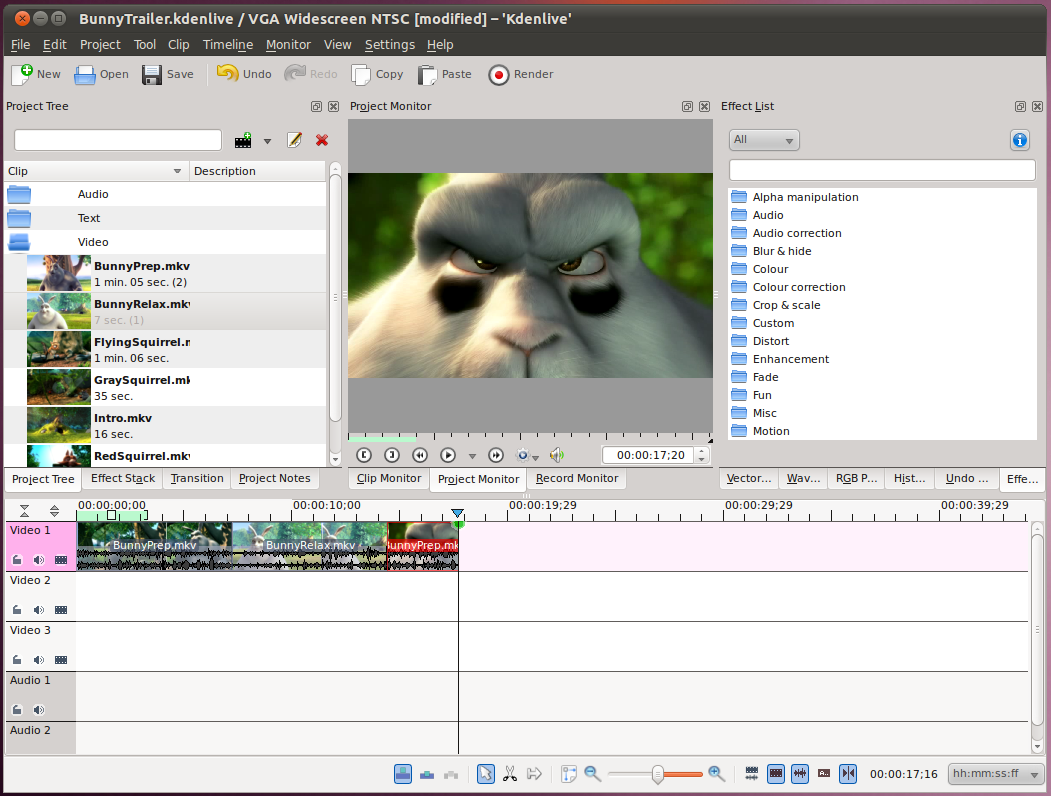 BunnyTrailer.kdenlive / VGA Widescreen NTSC [modified] – 'Kdenlive'
File Edit Project Tool Clip Timeline Monitor View Settings Help
New Open Save Undo Redo Copy Paste Render
Project Tree
Project Monitor
Effect List
All
Clip Description
Audio
Text
Video
BunnyPrep.mkv
1 min. 05 sec. (2)
BunnyRelax.mkv
7 sec. (1)
FlyingSquirrel.m
1 min. 06 sec.
GraySquirrel.mk
35 sec.
Intro.mkv
16 sec.
RedSquirrel.mkv
00:00:17;20
Alpha manipulation
Audio
Audio correction
Blur & hide
Colour
Colour correction
Crop & scale
Custom
Distort
Enhancement
Fade
Fun
Misc
Motion
Project Tree Effect Stack Transition Project Notes
Clip Monitor Project Monitor Record Monitor
Vector... Wav... RGB P... Hist... Undo ... Effe...
00:00:00;00 00:00:10;00 00:00:19;29 00:00:29;29 00:00:39;29
Video 1
BunnyPrep.mkv BunnyRelax.mkv unnyPrep.mk
Video 2
Video 3
Audio 1
Audio 2
00:00:17;16 hh:mm:ss:ff